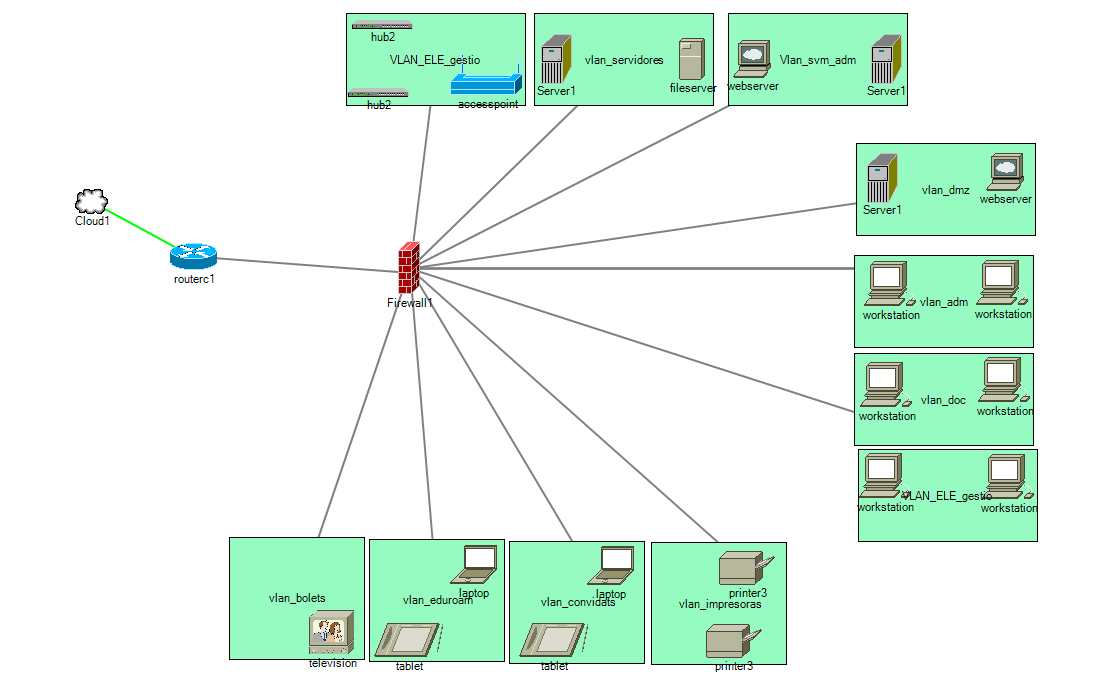 hub2
VLAN_ELE_gestio
hub2
accesspoint
vlan_servidores
Server1
fileserver
Vlan_svm_adm
webserver
Server1
vlan_dmz
Server1
webserver
Cloud1
routerc1
Firewall1
vlan_adm
workstation
workstation
vlan_doc
workstation
workstation
VLAN_ELE_gestio
workstation
workstation
vlan_bolets
television
laptop
vlan_eduroam
tablet
laptop
vlan_convidats
tablet
printer3
vlan_impresoras
printer3